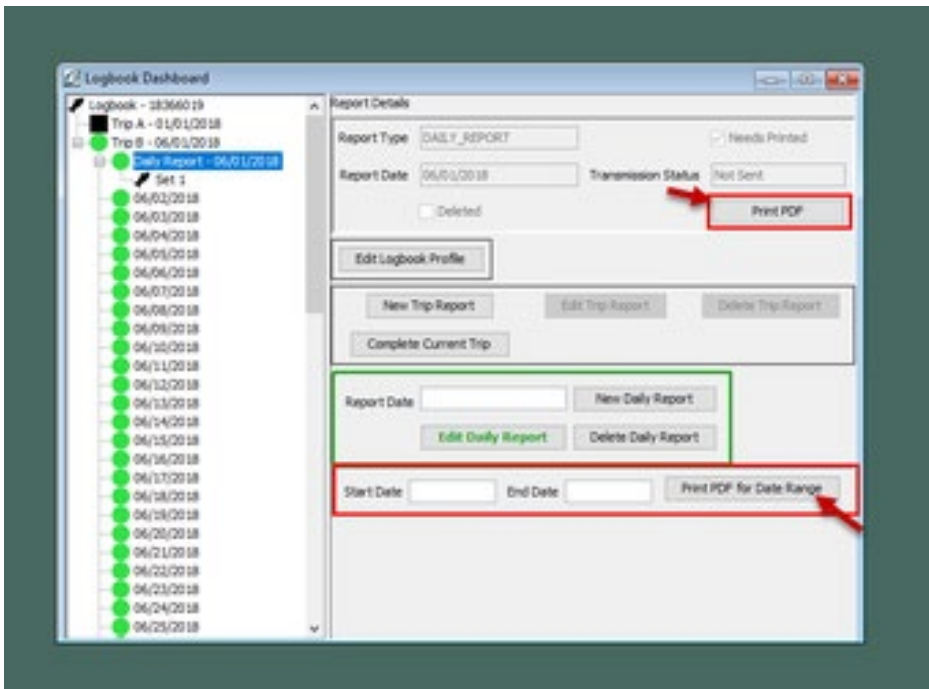 Logbook Dashboard
Logbook - 18366019
Trip A - 01/01/2018
Trip B - 06/01/2018
Daily Report - 06/01/2018
Set 1
06/02/2018
06/03/2018
06/04/2018
06/05/2018
06/06/2018
06/07/2018
06/08/2018
06/09/2018
06/10/2018
06/11/2018
06/12/2018
06/13/2018
06/14/2018
06/15/2018
06/16/2018
06/17/2018
06/18/2018
06/19/2018
06/20/2018
06/21/2018
06/22/2018
06/23/2018
06/24/2018
06/25/2018
Report Details
Report Type DAILY_REPORT Needs Printed
Report Date 06/01/2018 Transmission Status Not Sent
Deleted Print PDF
Edit Logbook Profile
New Trip Report Edit Trip Report Delete Trip Report
Complete Current Trip
Report Date New Daily Report
Edit Daily Report Delete Daily Report
Start Date End Date Print PDF for Date Range